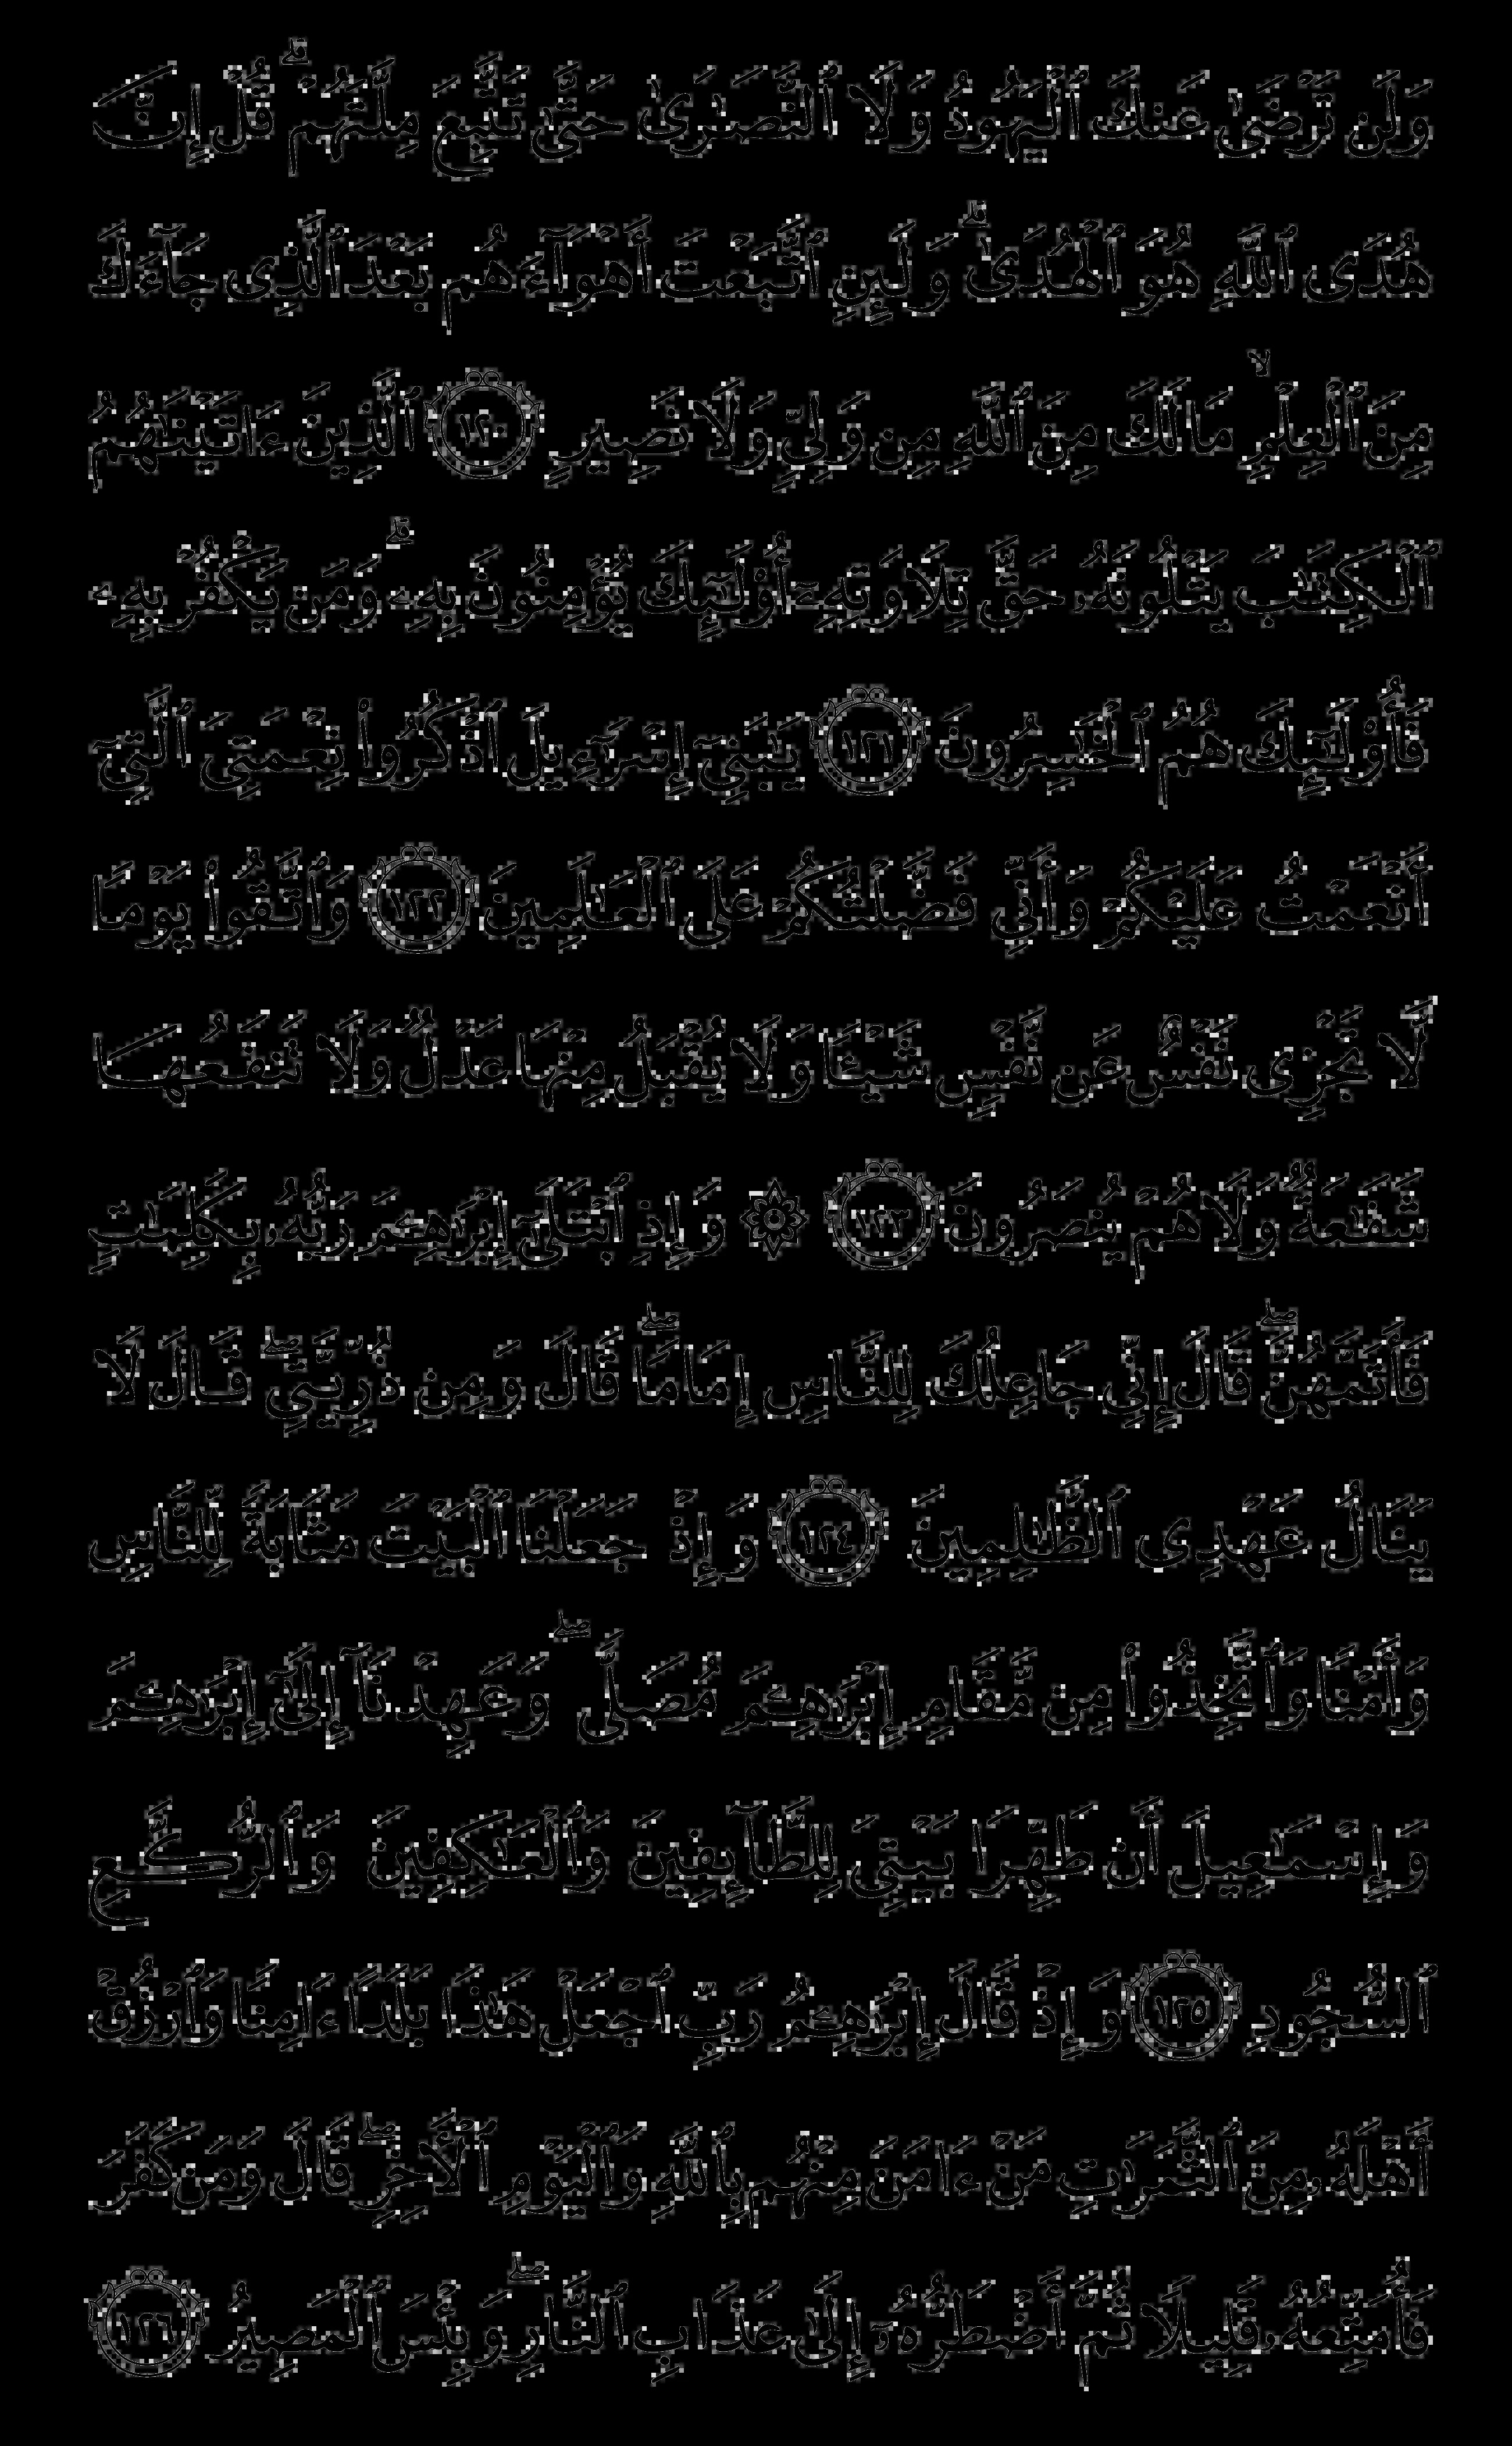 وَلَن تَرْضَىٰ عَنكَ ٱلْيَهُودُ وَلَا ٱلنَّصَـٰرَىٰ حَتَّىٰ تَتَّبِعَ مِلَّتَهُمْ ۗ قُلْ إِنَّ
هُدَى ٱللَّهِ هُوَ ٱلْهُدَىٰ ۗ وَلَئِنِ ٱتَّبَعْتَ أَهْوَآءَهُم بَعْدَ ٱلَّذِى جَآءَكَ
مِنَ ٱلْعِلْمِ ۙ مَا لَكَ مِنَ ٱللَّهِ مِن وَلِىٍّ وَلَا نَصِيرٍ ١٢٠ ٱلَّذِينَ ءَاتَيْنَـٰهُمُ
ٱلْكِتَـٰبَ يَتْلُونَهُۥ حَقَّ تِلَاوَتِهِۦٓ أُو۟لَـٰٓئِكَ يُؤْمِنُونَ بِهِۦ ۗ وَمَن يَكْفُرْ بِهِۦ
فَأُو۟لَـٰٓئِكَ هُمُ ٱلْخَـٰسِرُونَ ١٢١ يَـٰبَنِىٓ إِسْرَٰٓءِيلَ ٱذْكُرُوا۟ نِعْمَتِىَ ٱلَّتِىٓ
أَنْعَمْتُ عَلَيْكُمْ وَأَنِّى فَضَّلْتُكُمْ عَلَى ٱلْعَـٰلَمِينَ ١٢٢ وَٱتَّقُوا۟ يَوْمًا
لَّا تَجْزِى نَفْسٌ عَن نَّفْسٍ شَيْـًٔا وَلَا يُقْبَلُ مِنْهَا عَدْلٌ وَلَا تَنفَعُهَا
شَفَـٰعَةٌ وَلَا هُمْ يُنصَرُونَ ١٢٣ ۞ وَإِذِ ٱبْتَلَىٰٓ إِبْرَٰهِـۧمَ رَبُّهُۥ بِكَلِمَـٰتٍ
فَأَتَمَّهُنَّ ۖ قَالَ إِنِّى جَاعِلُكَ لِلنَّاسِ إِمَامًا ۖ قَالَ وَمِن ذُرِّيَّتِى ۖ قَالَ لَا
يَنَالُ عَهْدِى ٱلظَّـٰلِمِينَ ١٢٤ وَإِذْ جَعَلْنَا ٱلْبَيْتَ مَثَابَةً لِّلنَّاسِ
وَأَمْنًا وَٱتَّخِذُوا۟ مِن مَّقَامِ إِبْرَٰهِـۧمَ مُصَلًّى ۖ وَعَهِدْنَآ إِلَىٰٓ إِبْرَٰهِـۧمَ
وَإِسْمَـٰعِيلَ أَن طَهِّرَا بَيْتِىَ لِلطَّآئِفِينَ وَٱلْعَـٰكِفِينَ وَٱلرُّكَّعِ
ٱلسُّجُودِ ١٢٥ وَإِذْ قَالَ إِبْرَٰهِـۧمُ رَبِّ ٱجْعَلْ هَـٰذَا بَلَدًا ءَامِنًا وَٱرْزُقْ
أَهْلَهُۥ مِنَ ٱلثَّمَرَٰتِ مَنْ ءَامَنَ مِنْهُم بِٱللَّهِ وَٱلْيَوْمِ ٱلْـَٔاخِرِ ۖ قَالَ وَمَن كَفَرَ
فَأُمَتِّعُهُۥ قَلِيلًا ثُمَّ أَضْطَرُّهُۥٓ إِلَىٰ عَذَابِ ٱلنَّارِ ۖ وَبِئْسَ ٱلْمَصِيرُ ١٢٦